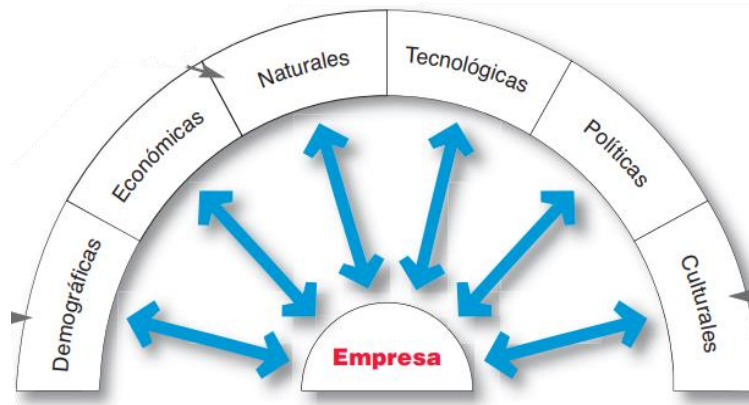 Demográficas
Económicas
Naturales
Tecnológicas
Políticas
Culturales
Empresa